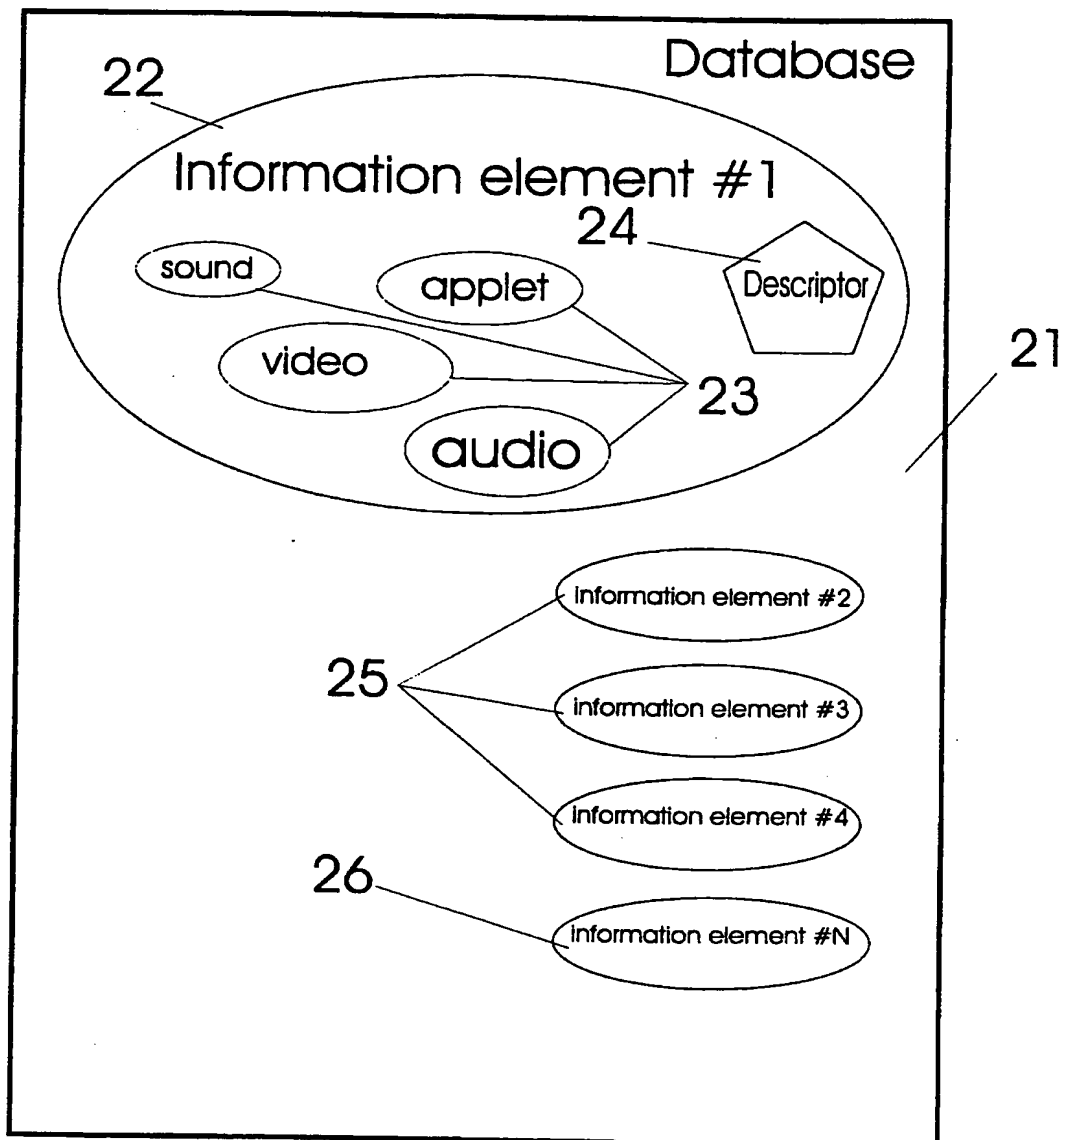 Database
22
Information element #1
24
sound
applet
Descriptor
video
21
23
audio
information element #2
25
information element #3
information element #4
26
information element #N